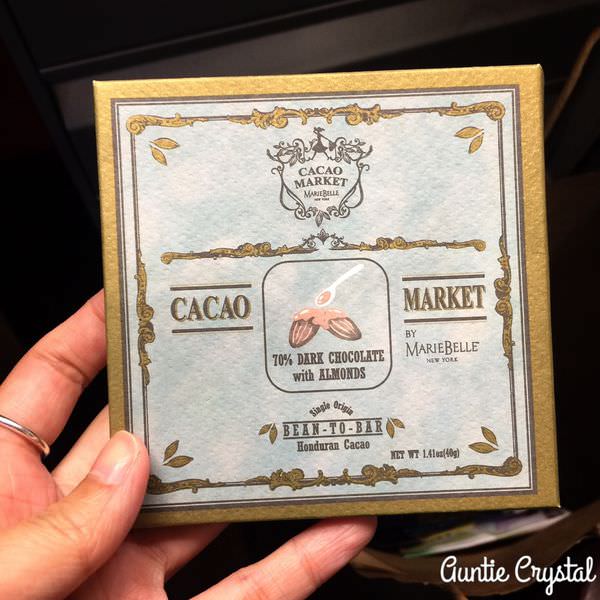 CACAO
MARKET
MARIEBELLE
NEW YORK
CACAO
MARKET
BY
MARIEBELLE
NEW YORK
70% DARK CHOCOLATE
with ALMONDS
Single Origin
BEAN-TO-BAR
Honduran Cacao
NET WT 1.41oz(40g)
Auntie Crystal